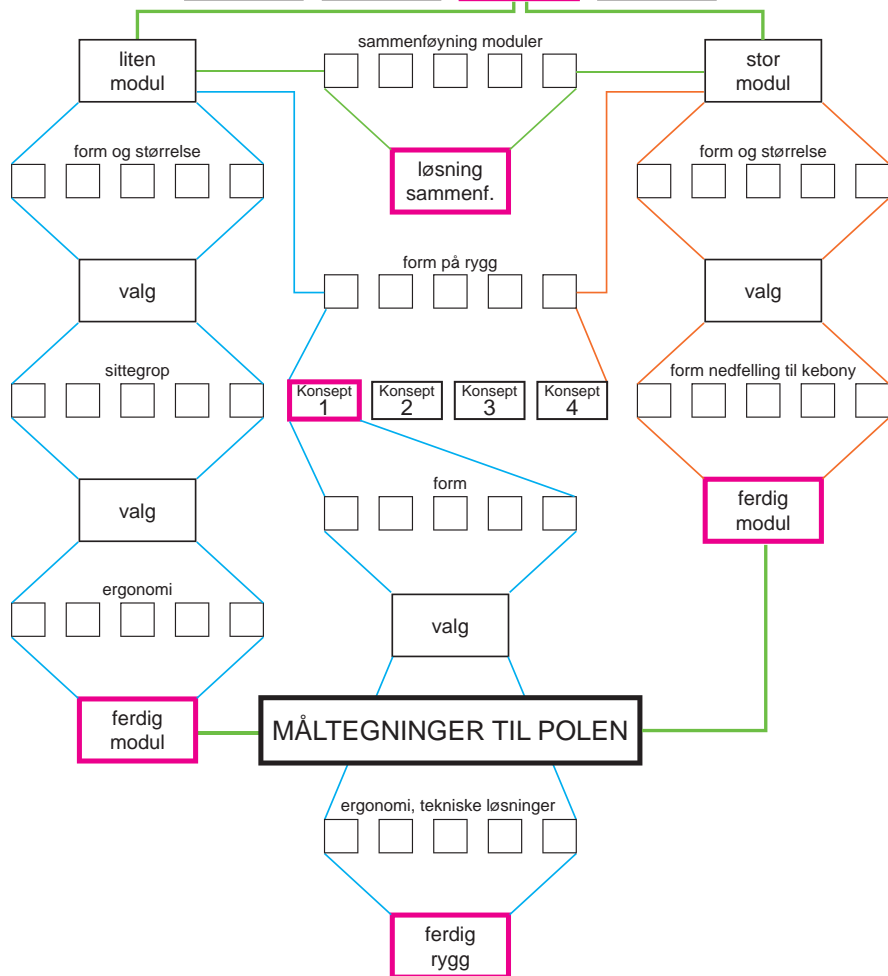 sammenføyning moduler
liten
modul
stor
modul
form og størrelse
løsning
sammenf.
form og størrelse
valg
form på rygg
valg
sittegrop
Konsept
1
Konsept
2
Konsept
3
Konsept
4
form nedfelling til kebony
valg
form
ferdig
modul
ergonomi
valg
ferdig
modul
MÅLTEGNINGER TIL POLEN
ergonomi, tekniske løsninger
ferdig
rygg